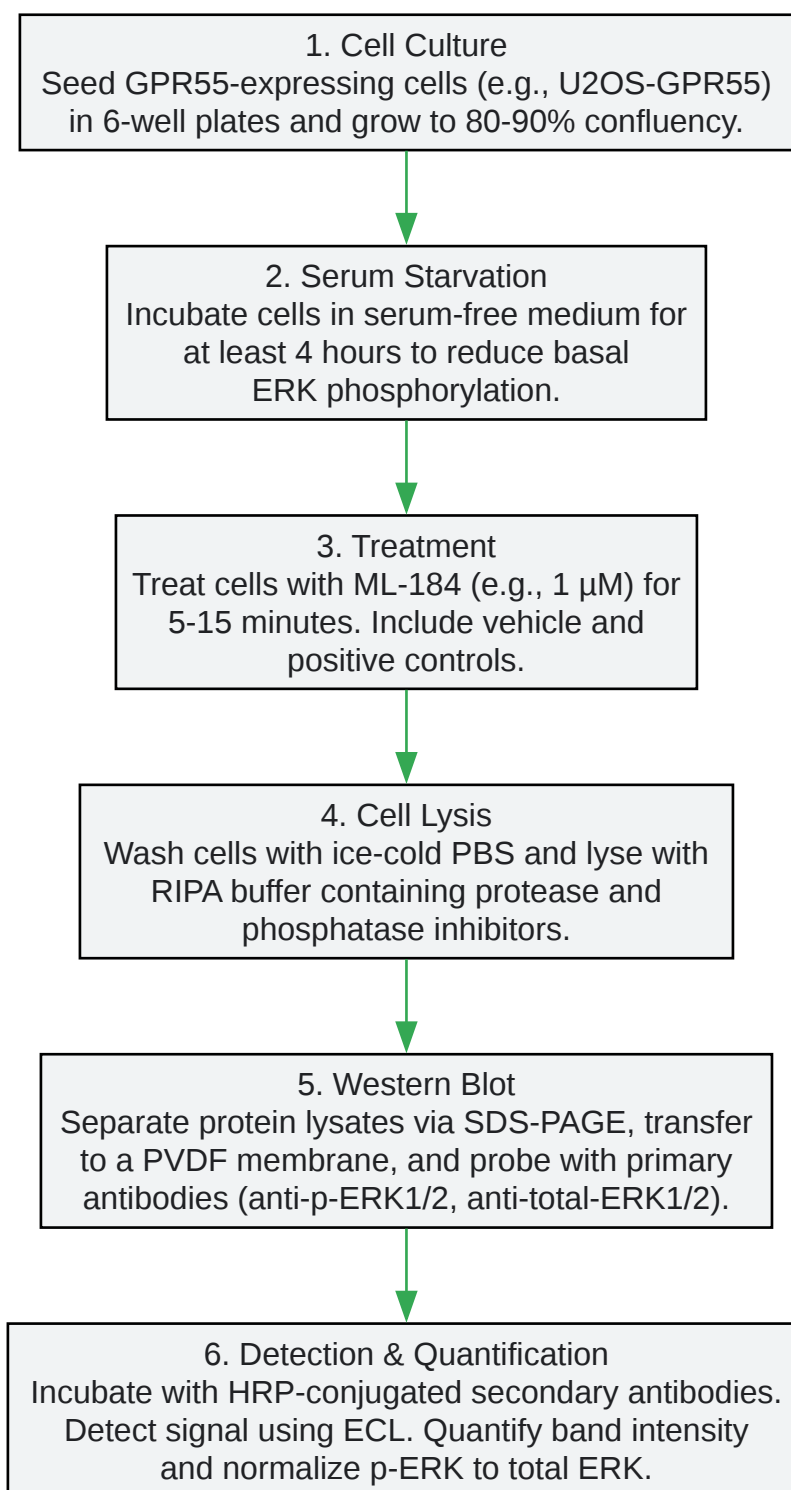 1. Cell Culture
Seed GPR55-expressing cells (e.g., U2OS-GPR55)
in 6-well plates and grow to 80-90% confluency.
2. Serum Starvation
Incubate cells in serum-free medium for
at least 4 hours to reduce basal
ERK phosphorylation.
3. Treatment
Treat cells with ML-184 (e.g., 1 µM) for
5-15 minutes. Include vehicle and
positive controls.
4. Cell Lysis
Wash cells with ice-cold PBS and lyse with
RIPA buffer containing protease and
phosphatase inhibitors.
5. Western Blot
Separate protein lysates via SDS-PAGE, transfer
to a PVDF membrane, and probe with primary
antibodies (anti-p-ERK1/2, anti-total-ERK1/2).
6. Detection & Quantification
Incubate with HRP-conjugated secondary antibodies.
Detect signal using ECL. Quantify band intensity
and normalize p-ERK to total ERK.